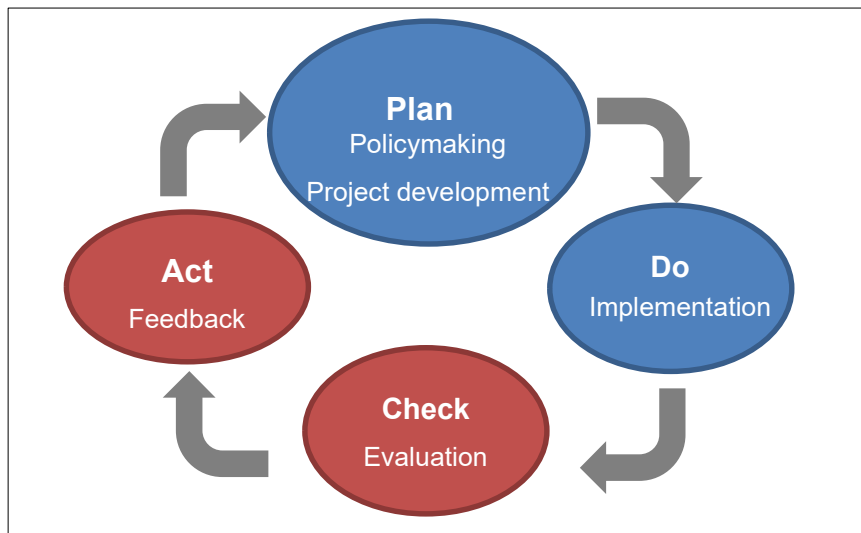 Plan
Policymaking
Project development
Do
Implementation
Check
Evaluation
Act
Feedback